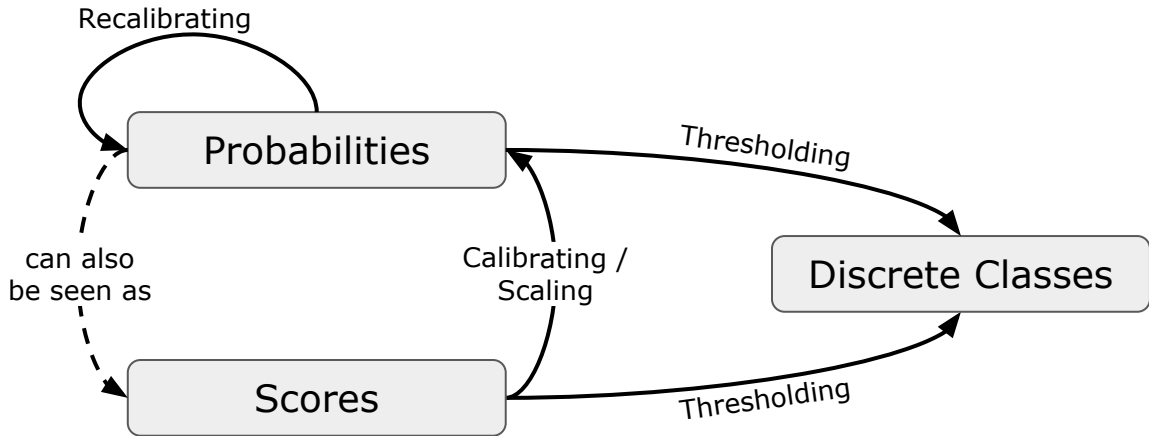 Recalibrating
Probabilities
Thresholding
can also
be seen as
Calibrating /
Scaling
Discrete Classes
Scores
Thresholding